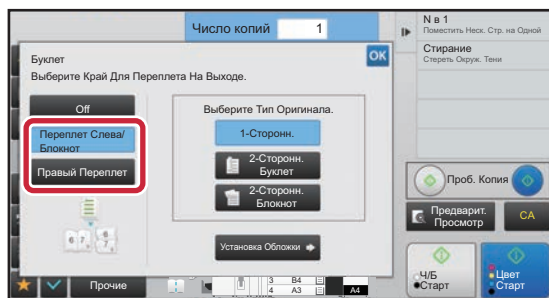 Число копий 1
N в 1
Поместить Неск. Стр. на Одной
Стирание
Стереть Окруж. Тени
Буклет
OK
Выберите Край Для Переплета На Выходе.
Off
Переплет Слева/
Блокнот
Правый Переплет
Выберите Тип Оригинала.
1-Сторонн.
2-Сторонн.
Буклет
2-Сторонн.
Блокнот
Установка Обложки
Проб. Копия
Предварит.
Просмотр
CA
Ч/Б
Старт
Цвет
Старт
Прочие
3 B4
4 A3
A4